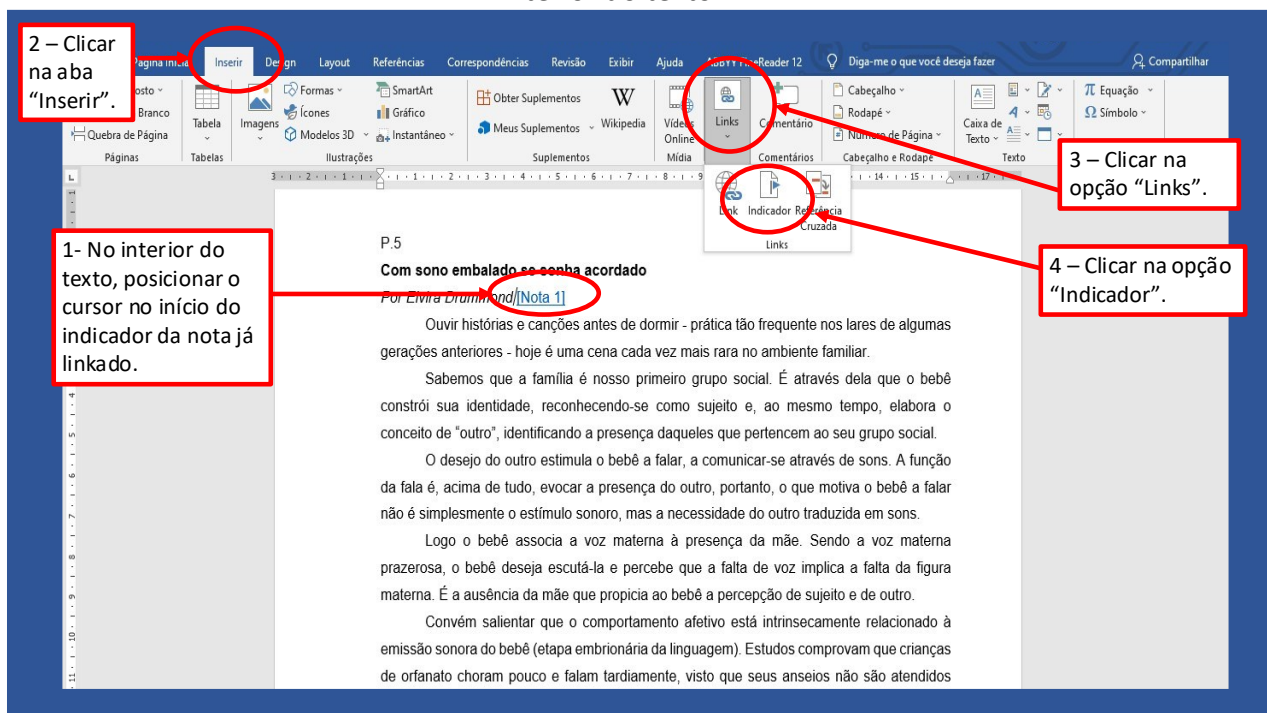 2 – Clicar
na aba
“Inserir”.
Inserir
Layout
Referências
Correspondências
Revisão
Exibir
Ajuda
FineReader 12
Diga-me o que você deseja fazer
Compartilhar
Branco
Quebra de Página
Páginas
Tabela
Tabelas
Imagens
Formas
Ícones
Modelos 3D
SmartArt
Gráfico
Instantâneo
Ilustrações
Obter Suplementos
Meus Suplementos
W
Wikipedia
Suplementos
Vídeos
Online
Mídia
Links
Comentário
Comentários
Cabeçalho
Rodapé
Número de Página
Cabeçalho e Rodapé
Caixa de
Texto
Texto
π Equação
Ω Símbolo
3 – Clicar na
opção “Links”.
Link
Indicador
Referência
Cruzada
Links
4 – Clicar na opção
“Indicador”.
1- No interior do
texto, posicionar o
cursor no início do
indicador da nota já
linkado.
P.5
Com sono embalado se sonha acordado
Por Elvira Drummond[Nota 1]
Ouvir histórias e canções antes de dormir - prática tão frequente nos lares de algumas
gerações anteriores - hoje é uma cena cada vez mais rara no ambiente familiar.
Sabemos que a família é nosso primeiro grupo social. É através dela que o bebê
constrói sua identidade, reconhecendo-se como sujeito e, ao mesmo tempo, elabora o
conceito de “outro”, identificando a presença daqueles que pertencem ao seu grupo social.
O desejo do outro estimula o bebê a falar, a comunicar-se através de sons. A função
da fala é, acima de tudo, evocar a presença do outro, portanto, o que motiva o bebê a falar
não é simplesmente o estímulo sonoro, mas a necessidade do outro traduzida em sons.
Logo o bebê associa a voz materna à presença da mãe. Sendo a voz materna
prazerosa, o bebê deseja escutá-la e percebe que a falta de voz implica a falta da figura
materna. É a ausência da mãe que propicia ao bebê a percepção de sujeito e de outro.
Convém salientar que o comportamento afetivo está intrinsecamente relacionado à
emissão sonora do bebê (etapa embrionária da linguagem). Estudos comprovam que crianças
de orfanato choram pouco e falam tardiamente, visto que seus anseios não são atendidos